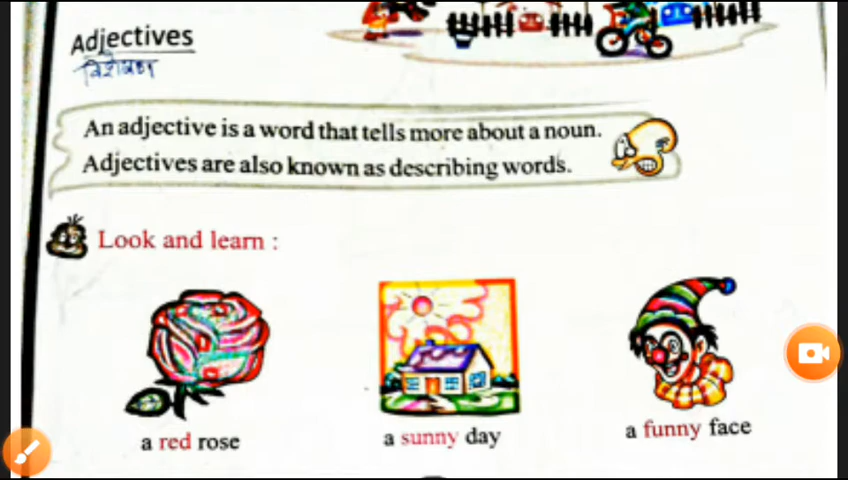 Adjectives
विशेषण
An adjective is a word that tells more about a noun.
Adjectives are also known as describing words.
Look and learn :
a red rose
a sunny day
a funny face